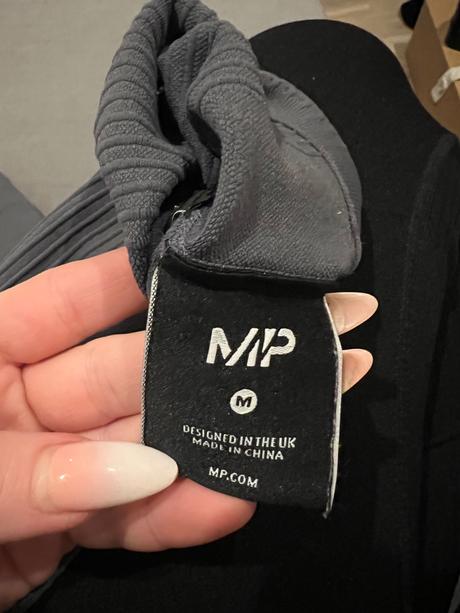 MP
M
DESIGNED IN THE UK
MADE IN CHINA
MP.COM